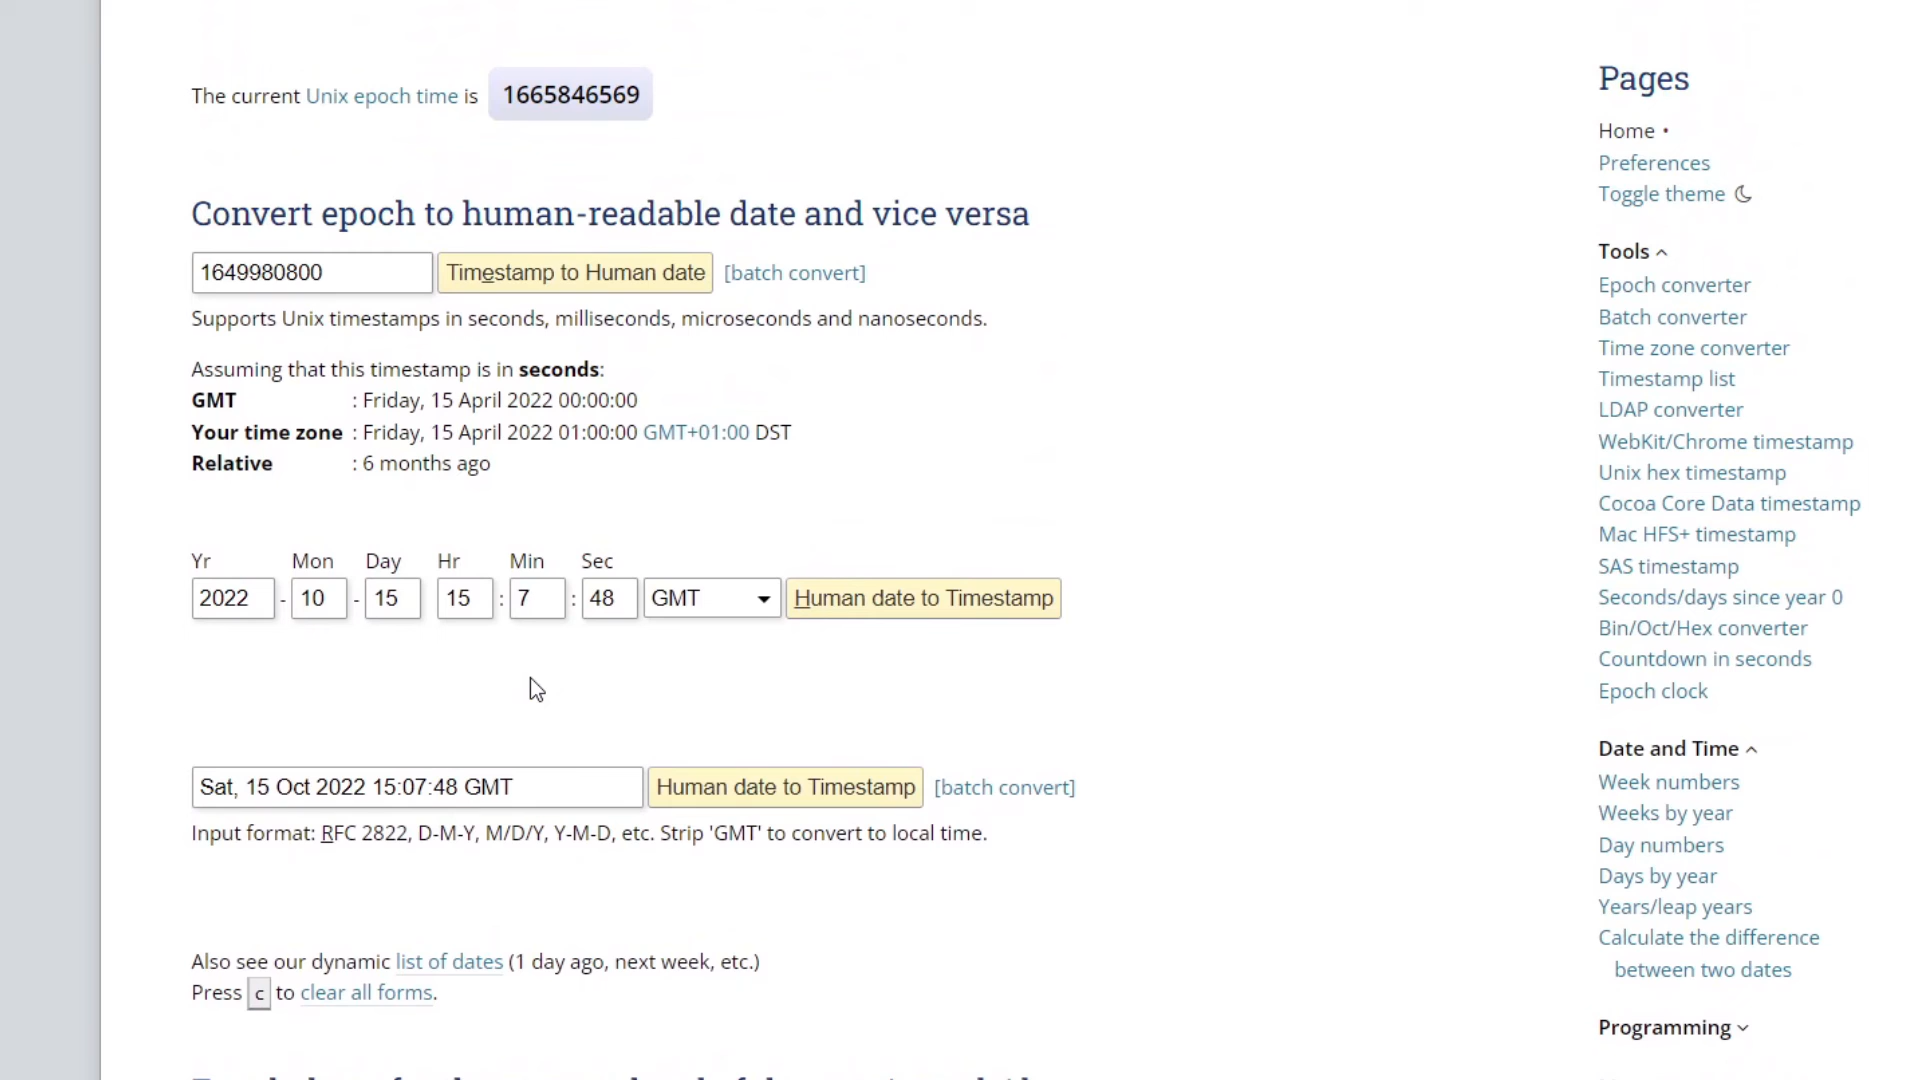 The current Unix epoch time is 1665846569
Convert epoch to human-readable date and vice versa
1649980800 Timestamp to Human date [batch convert]
Supports Unix timestamps in seconds, milliseconds, microseconds and nanoseconds.
Assuming that this timestamp is in seconds:
GMT : Friday, 15 April 2022 00:00:00
Your time zone : Friday, 15 April 2022 01:00:00 GMT+01:00 DST
Relative : 6 months ago
Yr Mon Day Hr Min Sec
2022 - 10 - 15 15 : 7 : 48 GMT Human date to Timestamp
Sat, 15 Oct 2022 15:07:48 GMT Human date to Timestamp [batch convert]
Input format: RFC 2822, D-M-Y, M/D/Y, Y-M-D, etc. Strip 'GMT' to convert to local time.
Also see our dynamic list of dates (1 day ago, next week, etc.)
Press c to clear all forms.
Pages
Home •
Preferences
Toggle theme
Tools
Epoch converter
Batch converter
Time zone converter
Timestamp list
LDAP converter
WebKit/Chrome timestamp
Unix hex timestamp
Cocoa Core Data timestamp
Mac HFS+ timestamp
SAS timestamp
Seconds/days since year 0
Bin/Oct/Hex converter
Countdown in seconds
Epoch clock
Date and Time
Week numbers
Weeks by year
Day numbers
Days by year
Years/leap years
Calculate the difference
between two dates
Programming